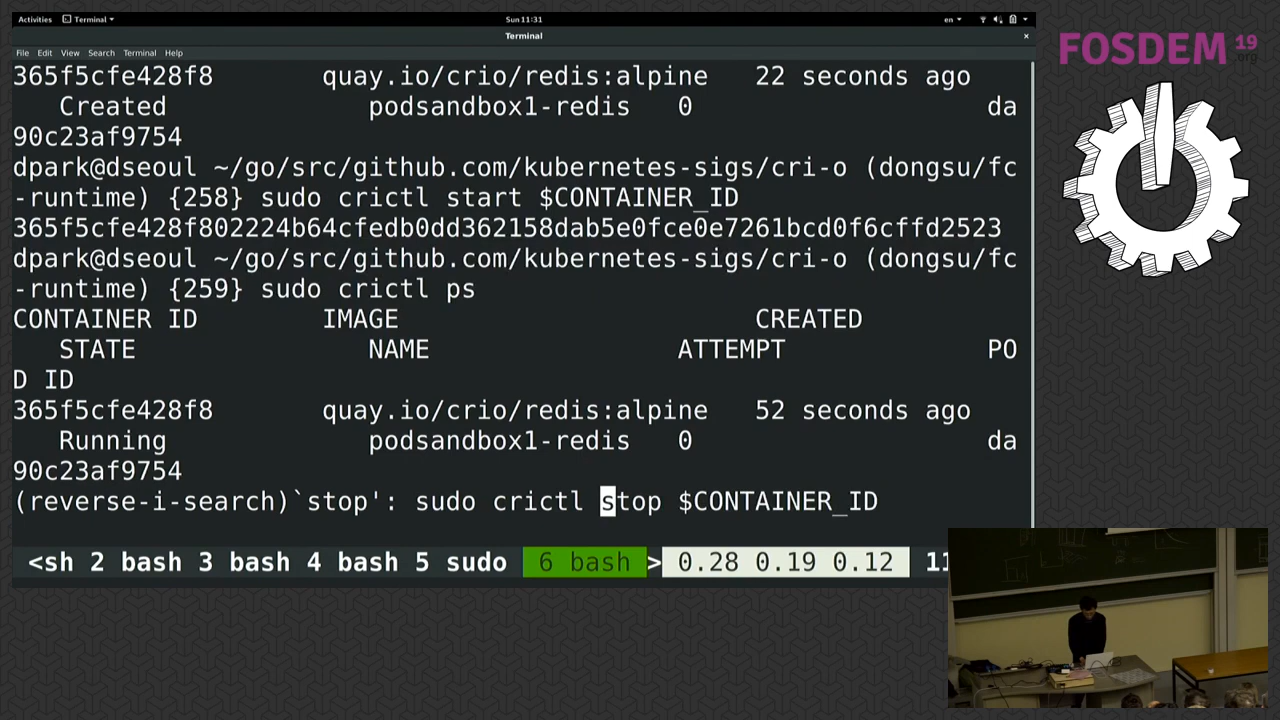 Activities Terminal Sun 11:31 en
Terminal ×
File Edit View Search Terminal Help
365f5cfe428f8 quay.io/crio/redis:alpine 22 seconds ago
Created podsandbox1-redis 0 da
90c23af9754
dpark@dseoul ~/go/src/github.com/kubernetes-sigs/cri-o (dongsu/fc
-runtime) {258} sudo crictl start $CONTAINER_ID
365f5cfe428f802224b64cfedb0dd362158dab5e0fce0e7261bcd0f6cffd2523
dpark@dseoul ~/go/src/github.com/kubernetes-sigs/cri-o (dongsu/fc
-runtime) {259} sudo crictl ps
CONTAINER ID IMAGE CREATED
STATE NAME ATTEMPT PO
D ID
365f5cfe428f8 quay.io/crio/redis:alpine 52 seconds ago
Running podsandbox1-redis 0 da
90c23af9754
(reverse-i-search)`stop': sudo crictl stop $CONTAINER_ID
<sh 2 bash 3 bash 4 bash 5 sudo 6 bash > 0.28 0.19 0.12 11
FOSDEM 19
.org